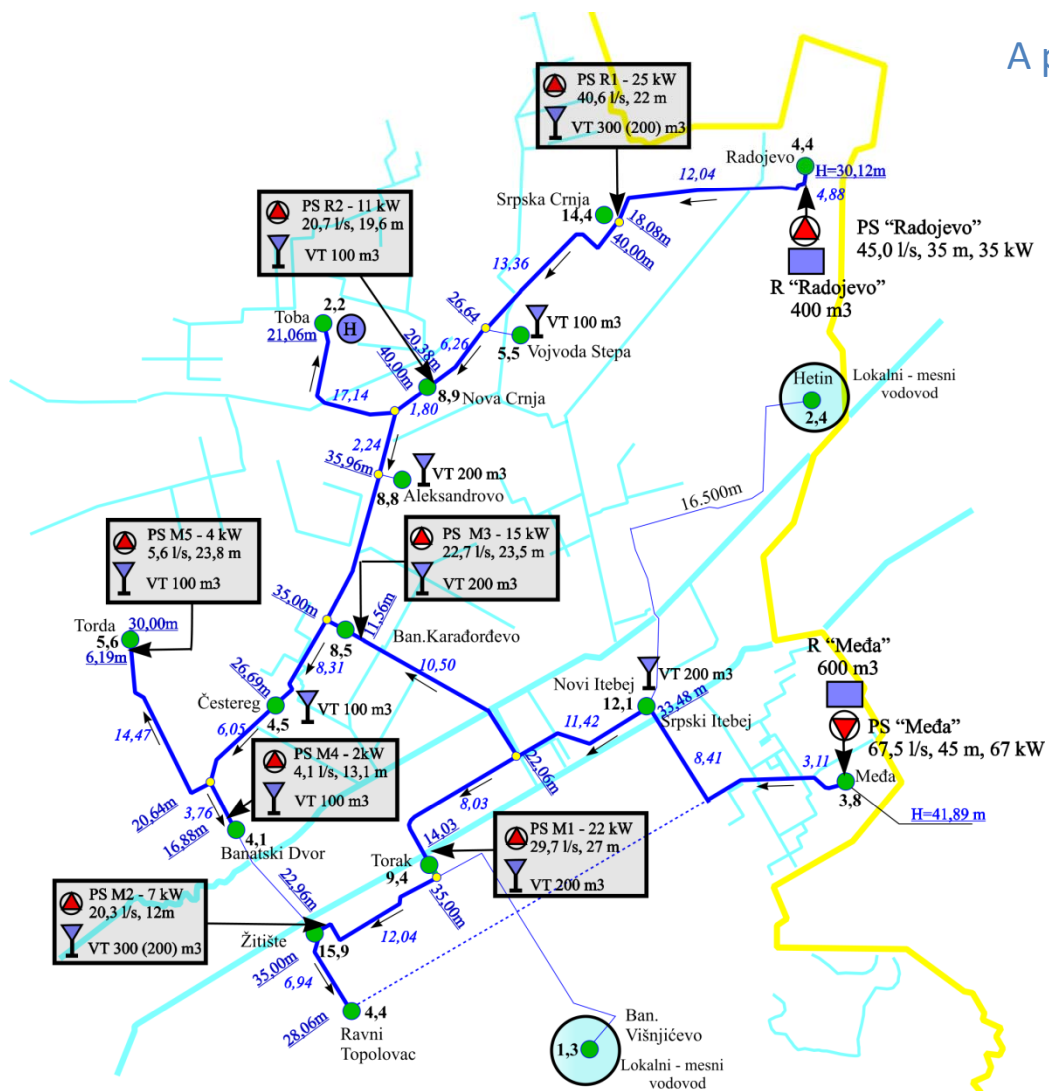 A p
PS R1 - 25 kW
40,6 l/s, 22 m
VT 300 (200) m3
Radojevo
4,4
H=30,12m
4,88
12,04
PS R2 - 11 kW
20,7 l/s, 19,6 m
VT 100 m3
Srpska Crnja
14,4
18,08m
40,00m
PS "Radojevo"
45,0 l/s, 35 m, 35 kW
R "Radojevo"
400 m3
13,36
26,64
2,2
Toba
21,06m
H
VT 100 m3
6,26
20,38m
5,5
Vojvoda Stepa
40,00m
8,9
Nova Crnja
1,80
17,14
Hetin
2,4
Lokalni - mesni
vodovod
2,24
35,96m
VT 200 m3
8,8
Aleksandrovo
16.500m
PS M5 - 4 kW
5,6 l/s, 23,8 m
VT 100 m3
PS M3 - 15 kW
22,7 l/s, 23,5 m
VT 200 m3
35,00m
11,56m
30,00m
Torda
5,6
6,19m
8,5
Ban.Karađorđevo
8,31
10,50
R "Međa"
600 m3
VT 200 m3
Novi Itebej
12,1
33,48 m
Srpski Itebej
26,69m
Čestereg
4,5
VT 100 m3
PS "Međa"
67,5 l/s, 45 m, 67 kW
11,42
6,05
14,47
8,41
3,11
Međa
3,8
22,06m
PS M4 - 2kW
4,1 l/s, 13,1 m
VT 100 m3
8,03
20,64m
3,76
16,88m
H=41,89 m
4,1
Banatski Dvor
14,03
PS M1 - 22 kW
29,7 l/s, 27 m
VT 200 m3
Torak
9,4
22,96m
35,00m
PS M2 - 7 kW
20,3 l/s, 12m
VT 300 (200) m3
12,04
Žitište
15,9
35,00m
6,94
4,4
28,06m
Ravni
Topolovac
Ban.
Višnjićevo
1,3
Lokalni - mesni
vodovod